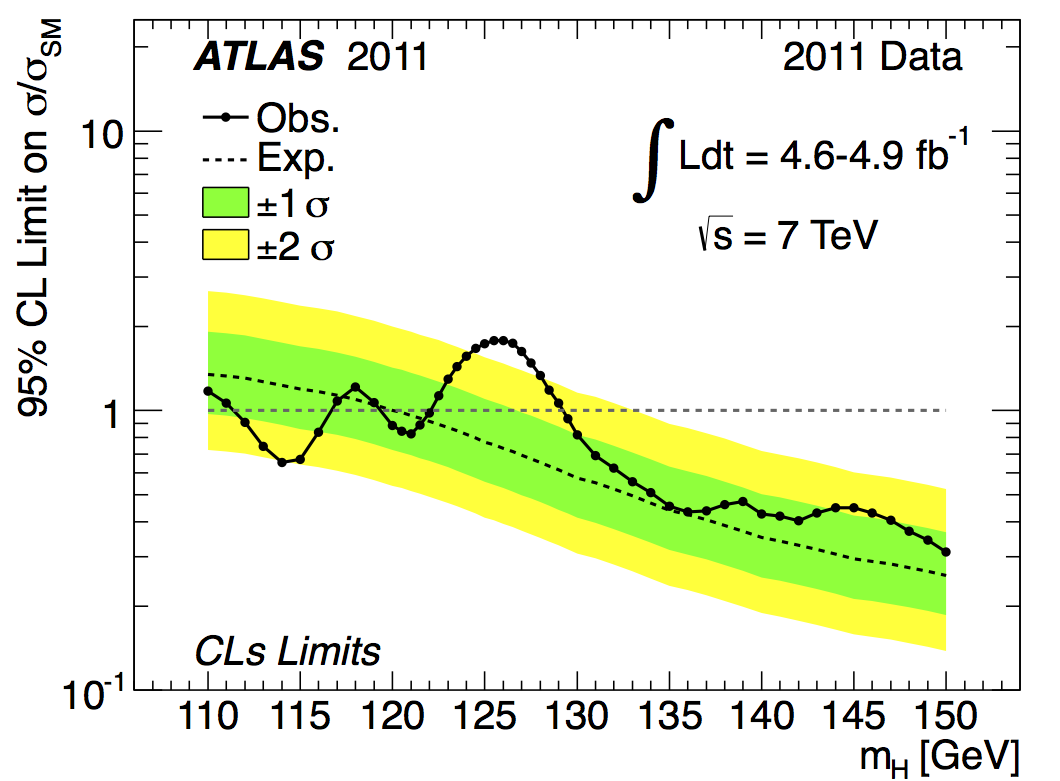 95% CL Limit on σ/σSM
ATLAS 2011
2011 Data
Obs.
Exp.
±1 σ
±2 σ
∫ Ldt = 4.6-4.9 fb⁻¹
√s = 7 TeV
CLs Limits
10
1
10⁻¹
110 115 120 125 130 135 140 145 150
mH [GeV]